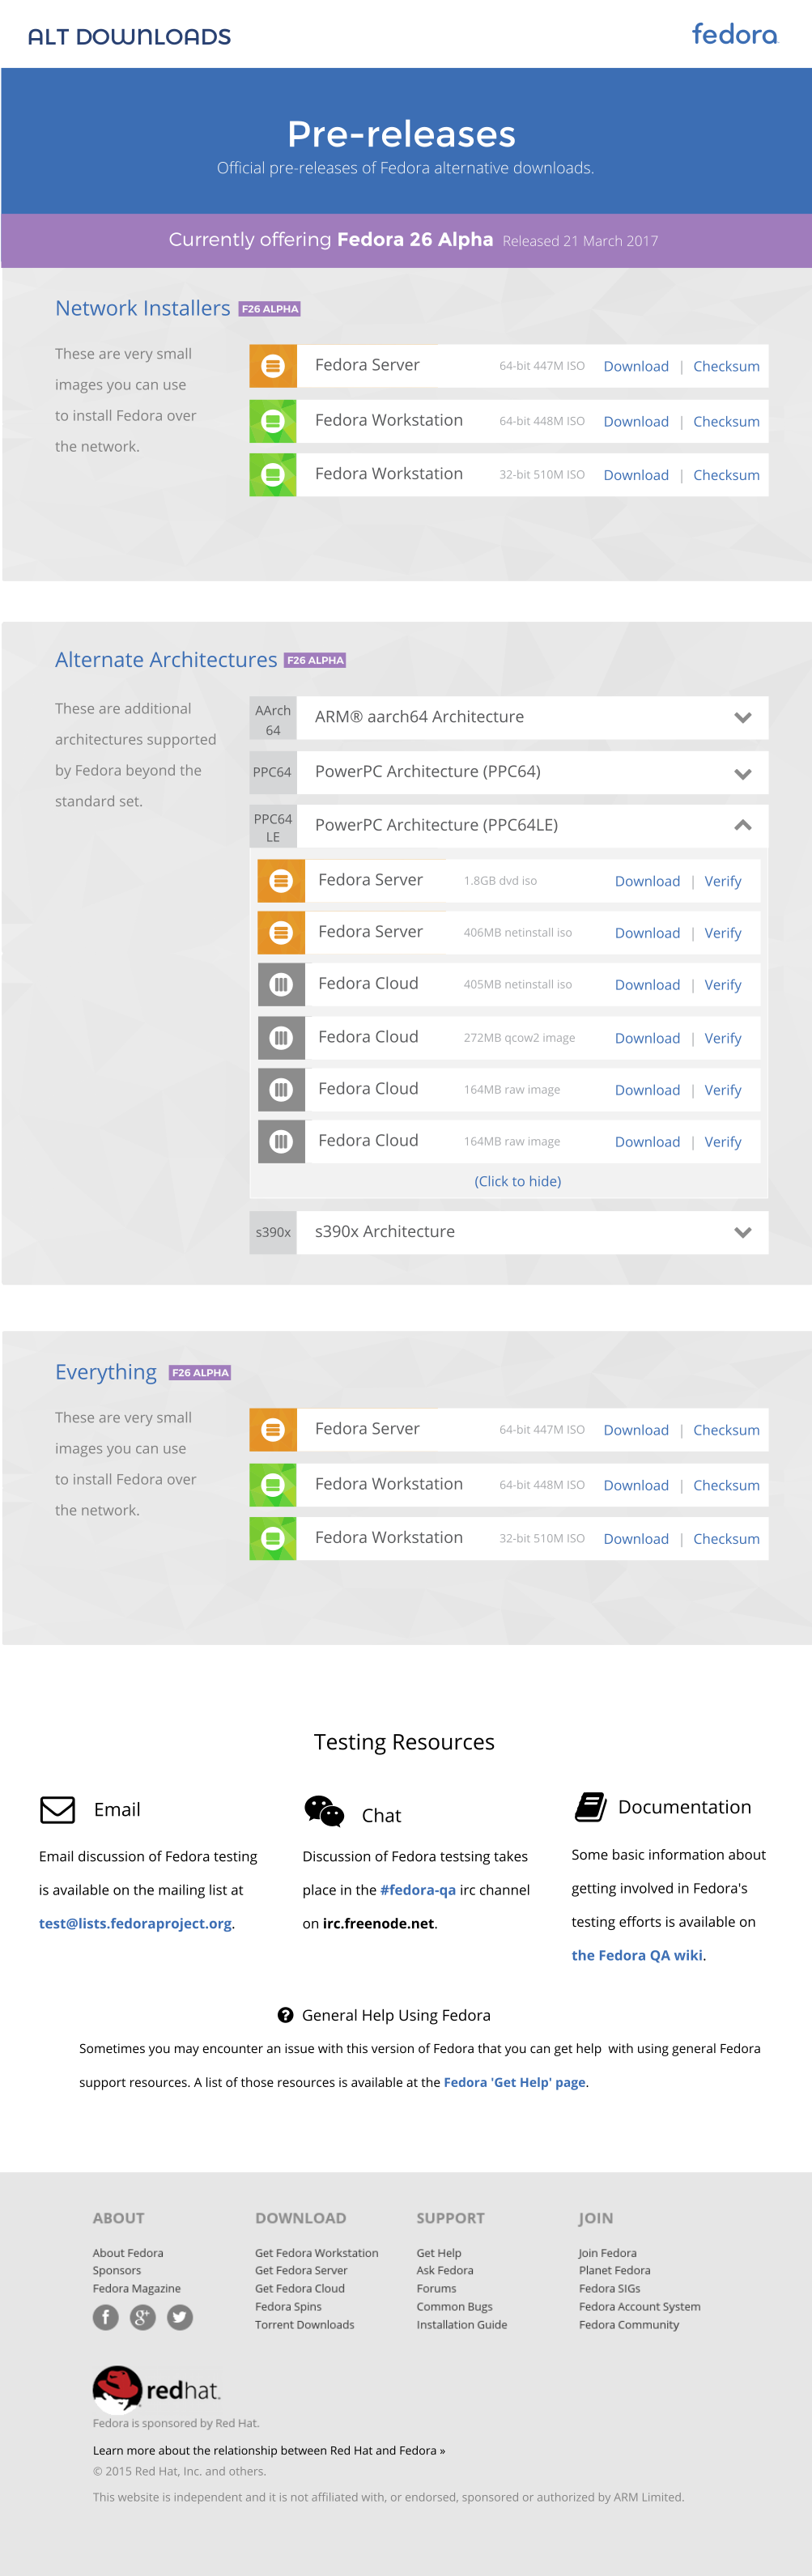 ALT DOWNLOADS
fedora
Pre-releases
Official pre-releases of Fedora alternative downloads.
Currently offering Fedora 26 Alpha Released 21 March 2017
Network Installers F26 ALPHA
These are very small
images you can use
to install Fedora over
the network.
Fedora Server 64-bit 447M ISO Download | Checksum
Fedora Workstation 64-bit 448M ISO Download | Checksum
Fedora Workstation 32-bit 510M ISO Download | Checksum
Alternate Architectures F26 ALPHA
These are additional
architectures supported
by Fedora beyond the
standard set.
AArch
64
ARM® aarch64 Architecture
PPC64 PowerPC Architecture (PPC64)
PPC64
LE
PowerPC Architecture (PPC64LE)
Fedora Server 1.8GB dvd iso Download | Verify
Fedora Server 406MB netinstall iso Download | Verify
Fedora Cloud 405MB netinstall iso Download | Verify
Fedora Cloud 272MB qcow2 image Download | Verify
Fedora Cloud 164MB raw image Download | Verify
Fedora Cloud 164MB raw image Download | Verify
(Click to hide)
s390x s390x Architecture
Everything F26 ALPHA
These are very small
images you can use
to install Fedora over
the network.
Fedora Server 64-bit 447M ISO Download | Checksum
Fedora Workstation 64-bit 448M ISO Download | Checksum
Fedora Workstation 32-bit 510M ISO Download | Checksum
Testing Resources
Email
Email discussion of Fedora testing
is available on the mailing list at
test@lists.fedoraproject.org.
Chat
Discussion of Fedora testsing takes
place in the #fedora-qa irc channel
on irc.freenode.net.
Documentation
Some basic information about
getting involved in Fedora's
testing efforts is available on
the Fedora QA wiki.
General Help Using Fedora
Sometimes you may encounter an issue with this version of Fedora that you can get help with using general Fedora
support resources. A list of those resources is available at the Fedora 'Get Help' page.
ABOUT
About Fedora
Sponsors
Fedora Magazine
DOWNLOAD
Get Fedora Workstation
Get Fedora Server
Get Fedora Cloud
Fedora Spins
Torrent Downloads
SUPPORT
Get Help
Ask Fedora
Forums
Common Bugs
Installation Guide
JOIN
Join Fedora
Planet Fedora
Fedora SIGs
Fedora Account System
Fedora Community
redhat.
Fedora is sponsored by Red Hat.
Learn more about the relationship between Red Hat and Fedora »
© 2015 Red Hat, Inc. and others.
This website is independent and it is not affiliated with, or endorsed, sponsored or authorized by ARM Limited.